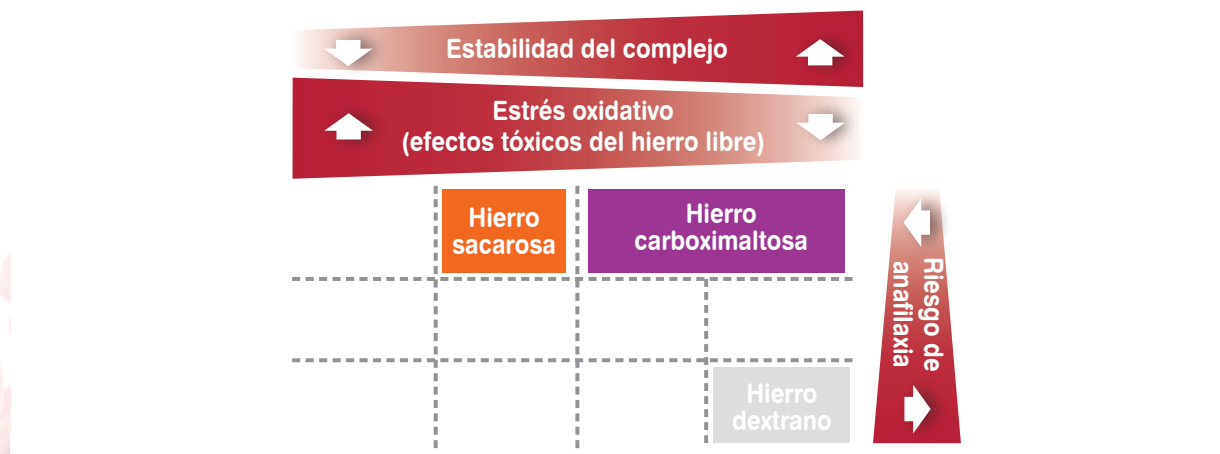 Estabilidad del complejo
Estrés oxidativo
(efectos tóxicos del hierro libre)
Hierro
sacarosa
Hierro
carboximaltosa
Riesgo de
anafilaxia
Hierro
dextrano